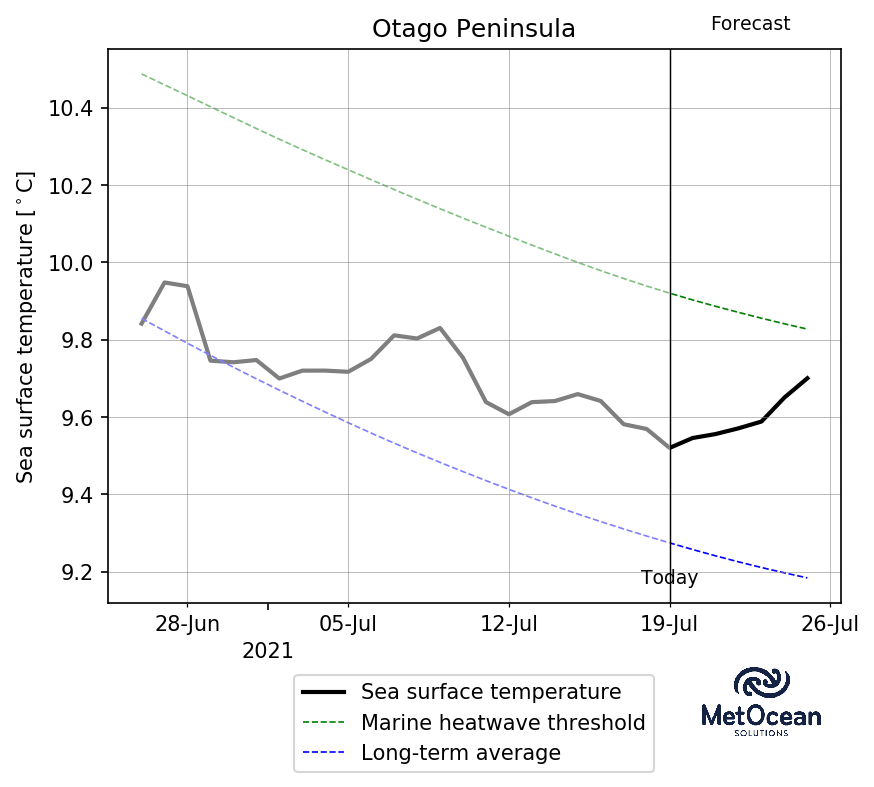 Otago Peninsula
Forecast
Sea surface temperature [°C]
10.4
10.2
10.0
9.8
9.6
9.4
9.2
Today
28-Jun
05-Jul
12-Jul
19-Jul
26-Jul
2021
Sea surface temperature
Marine heatwave threshold
Long-term average
MetOcean
SOLUTIONS